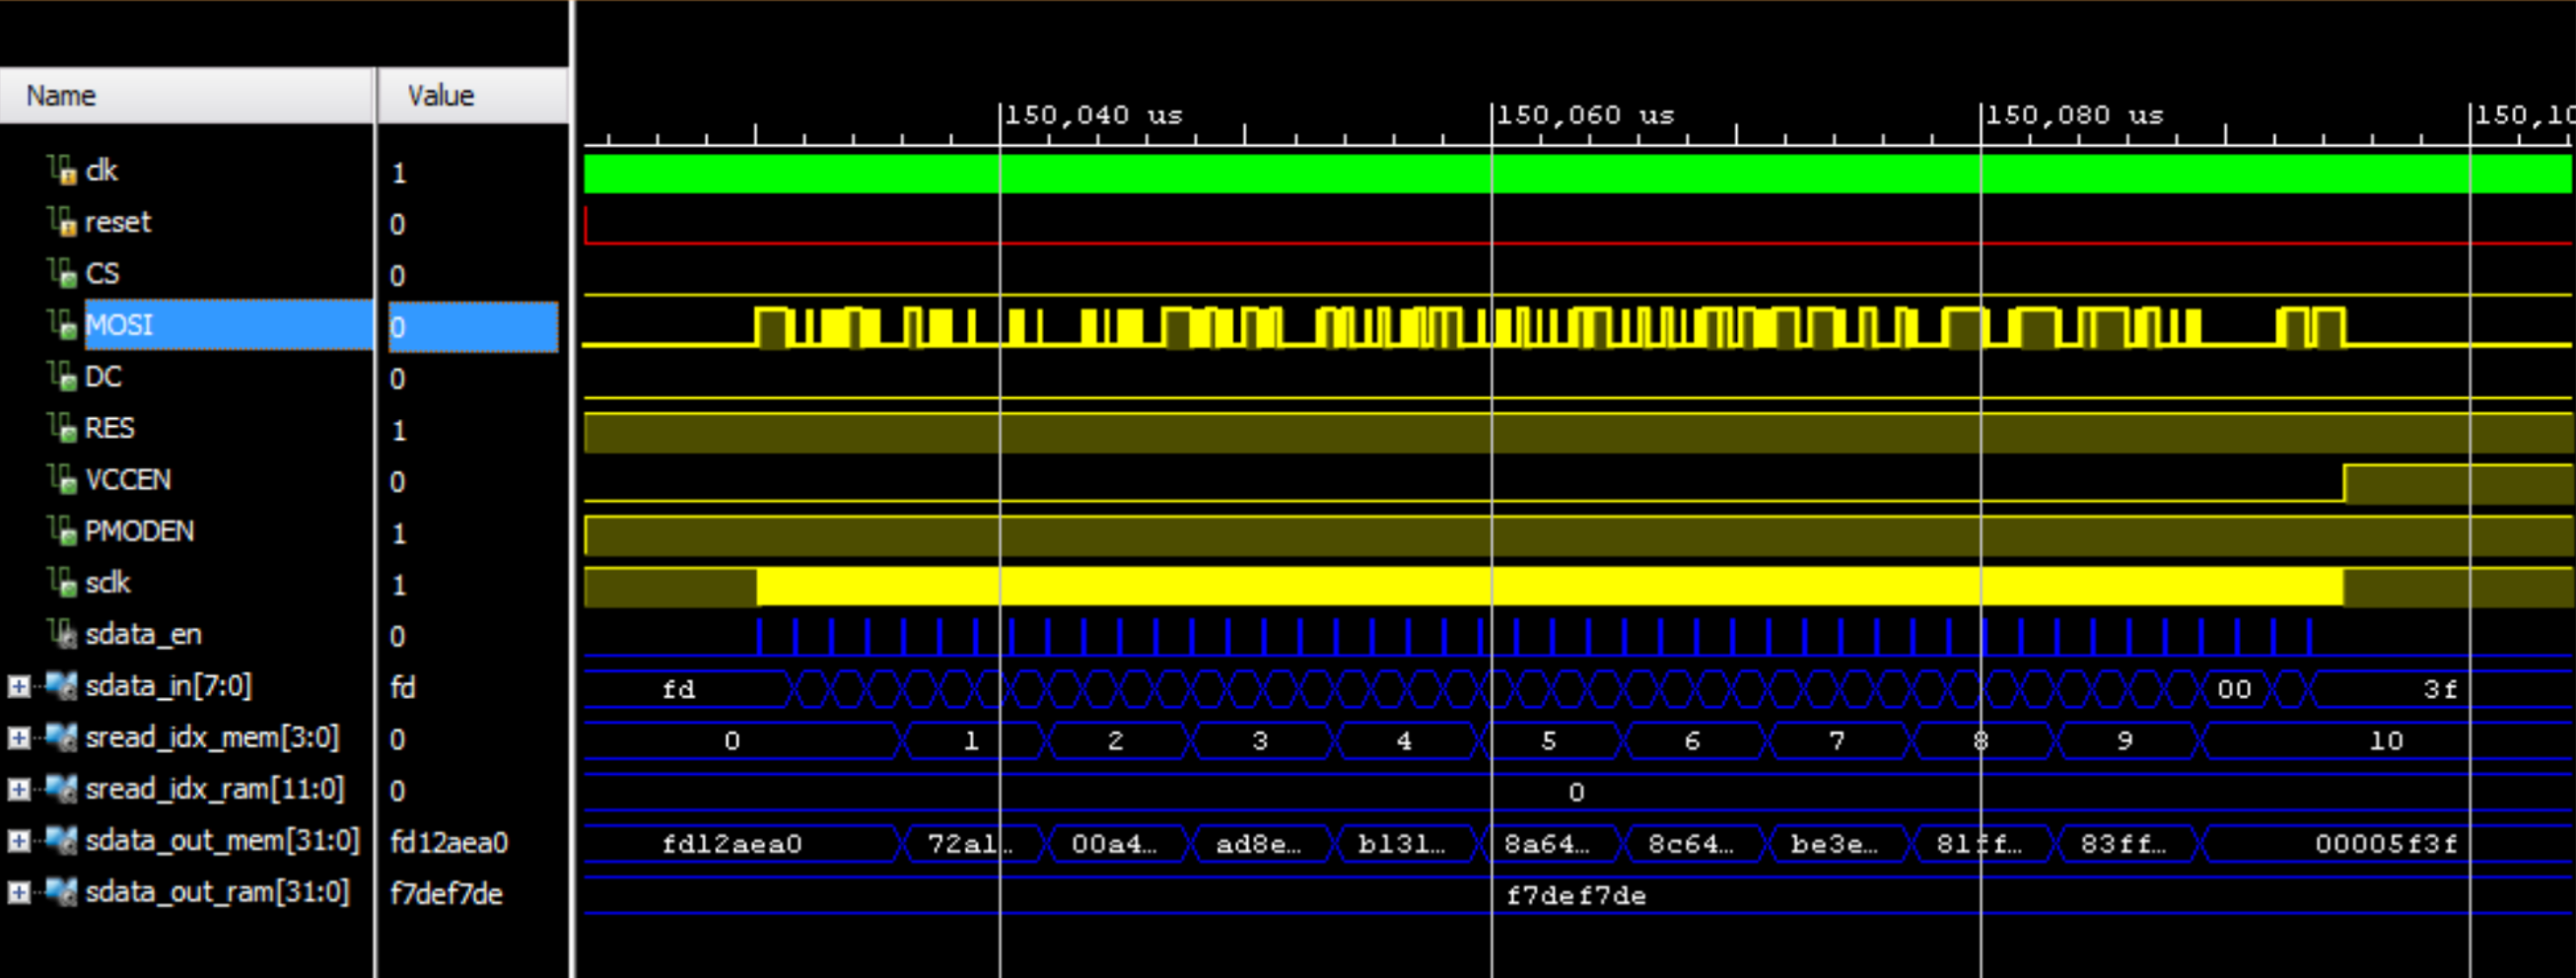 Name Value
150,040 us 150,060 us 150,080 us 150,10
clk 1
reset 0
CS 0
MOSI 0
DC 0
RES 1
VCCEN 0
PMODEN 1
sclk 1
sdata_en 0
sdata_in[7:0] fd fd 00 3f
sread_idx_mem[3:0] 0 0 1 2 3 4 5 6 7 8 9 10
sread_idx_ram[11:0] 0 0
sdata_out_mem[31:0] fd12aea0 fd12aea0 72a1… 00a4… ad8e… b131… 8a64… 8c64… be3e… 81ff… 83ff… 00005f3f
sdata_out_ram[31:0] f7def7de f7def7de